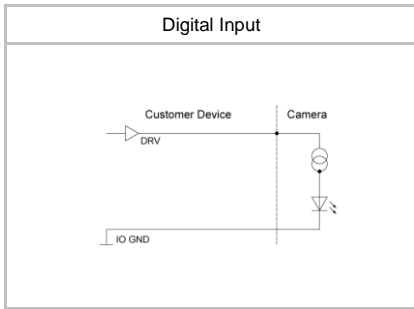 Digital Input
Customer Device
Camera
DRV
IO GND